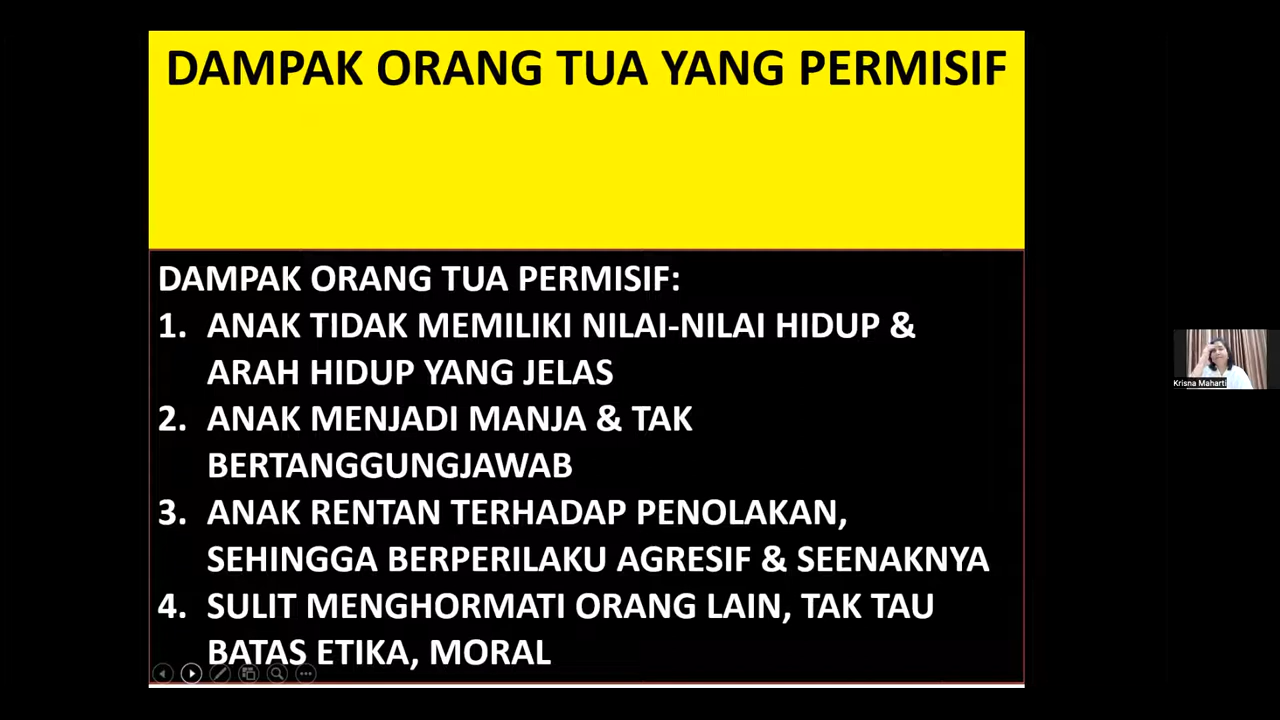 DAMPAK ORANG TUA YANG PERMISIF
DAMPAK ORANG TUA PERMISIF:
1. ANAK TIDAK MEMILIKI NILAI-NILAI HIDUP &
ARAH HIDUP YANG JELAS
2. ANAK MENJADI MANJA & TAK
BERTANGGUNGJAWAB
3. ANAK RENTAN TERHADAP PENOLAKAN,
SEHINGGA BERPERILAKU AGRESIF & SEENAKNYA
4. SULIT MENGHORMATI ORANG LAIN, TAK TAU
BATAS ETIKA, MORAL
Krisna Maharti